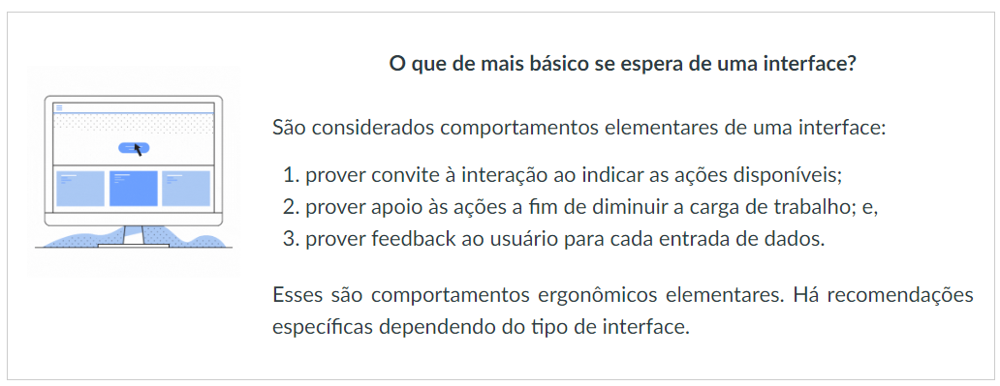 O que de mais básico se espera de uma interface?
São considerados comportamentos elementares de uma interface:
1. prover convite à interação ao indicar as ações disponíveis;
2. prover apoio às ações a fim de diminuir a carga de trabalho; e,
3. prover feedback ao usuário para cada entrada de dados.
Esses são comportamentos ergonômicos elementares. Há recomendações
específicas dependendo do tipo de interface.